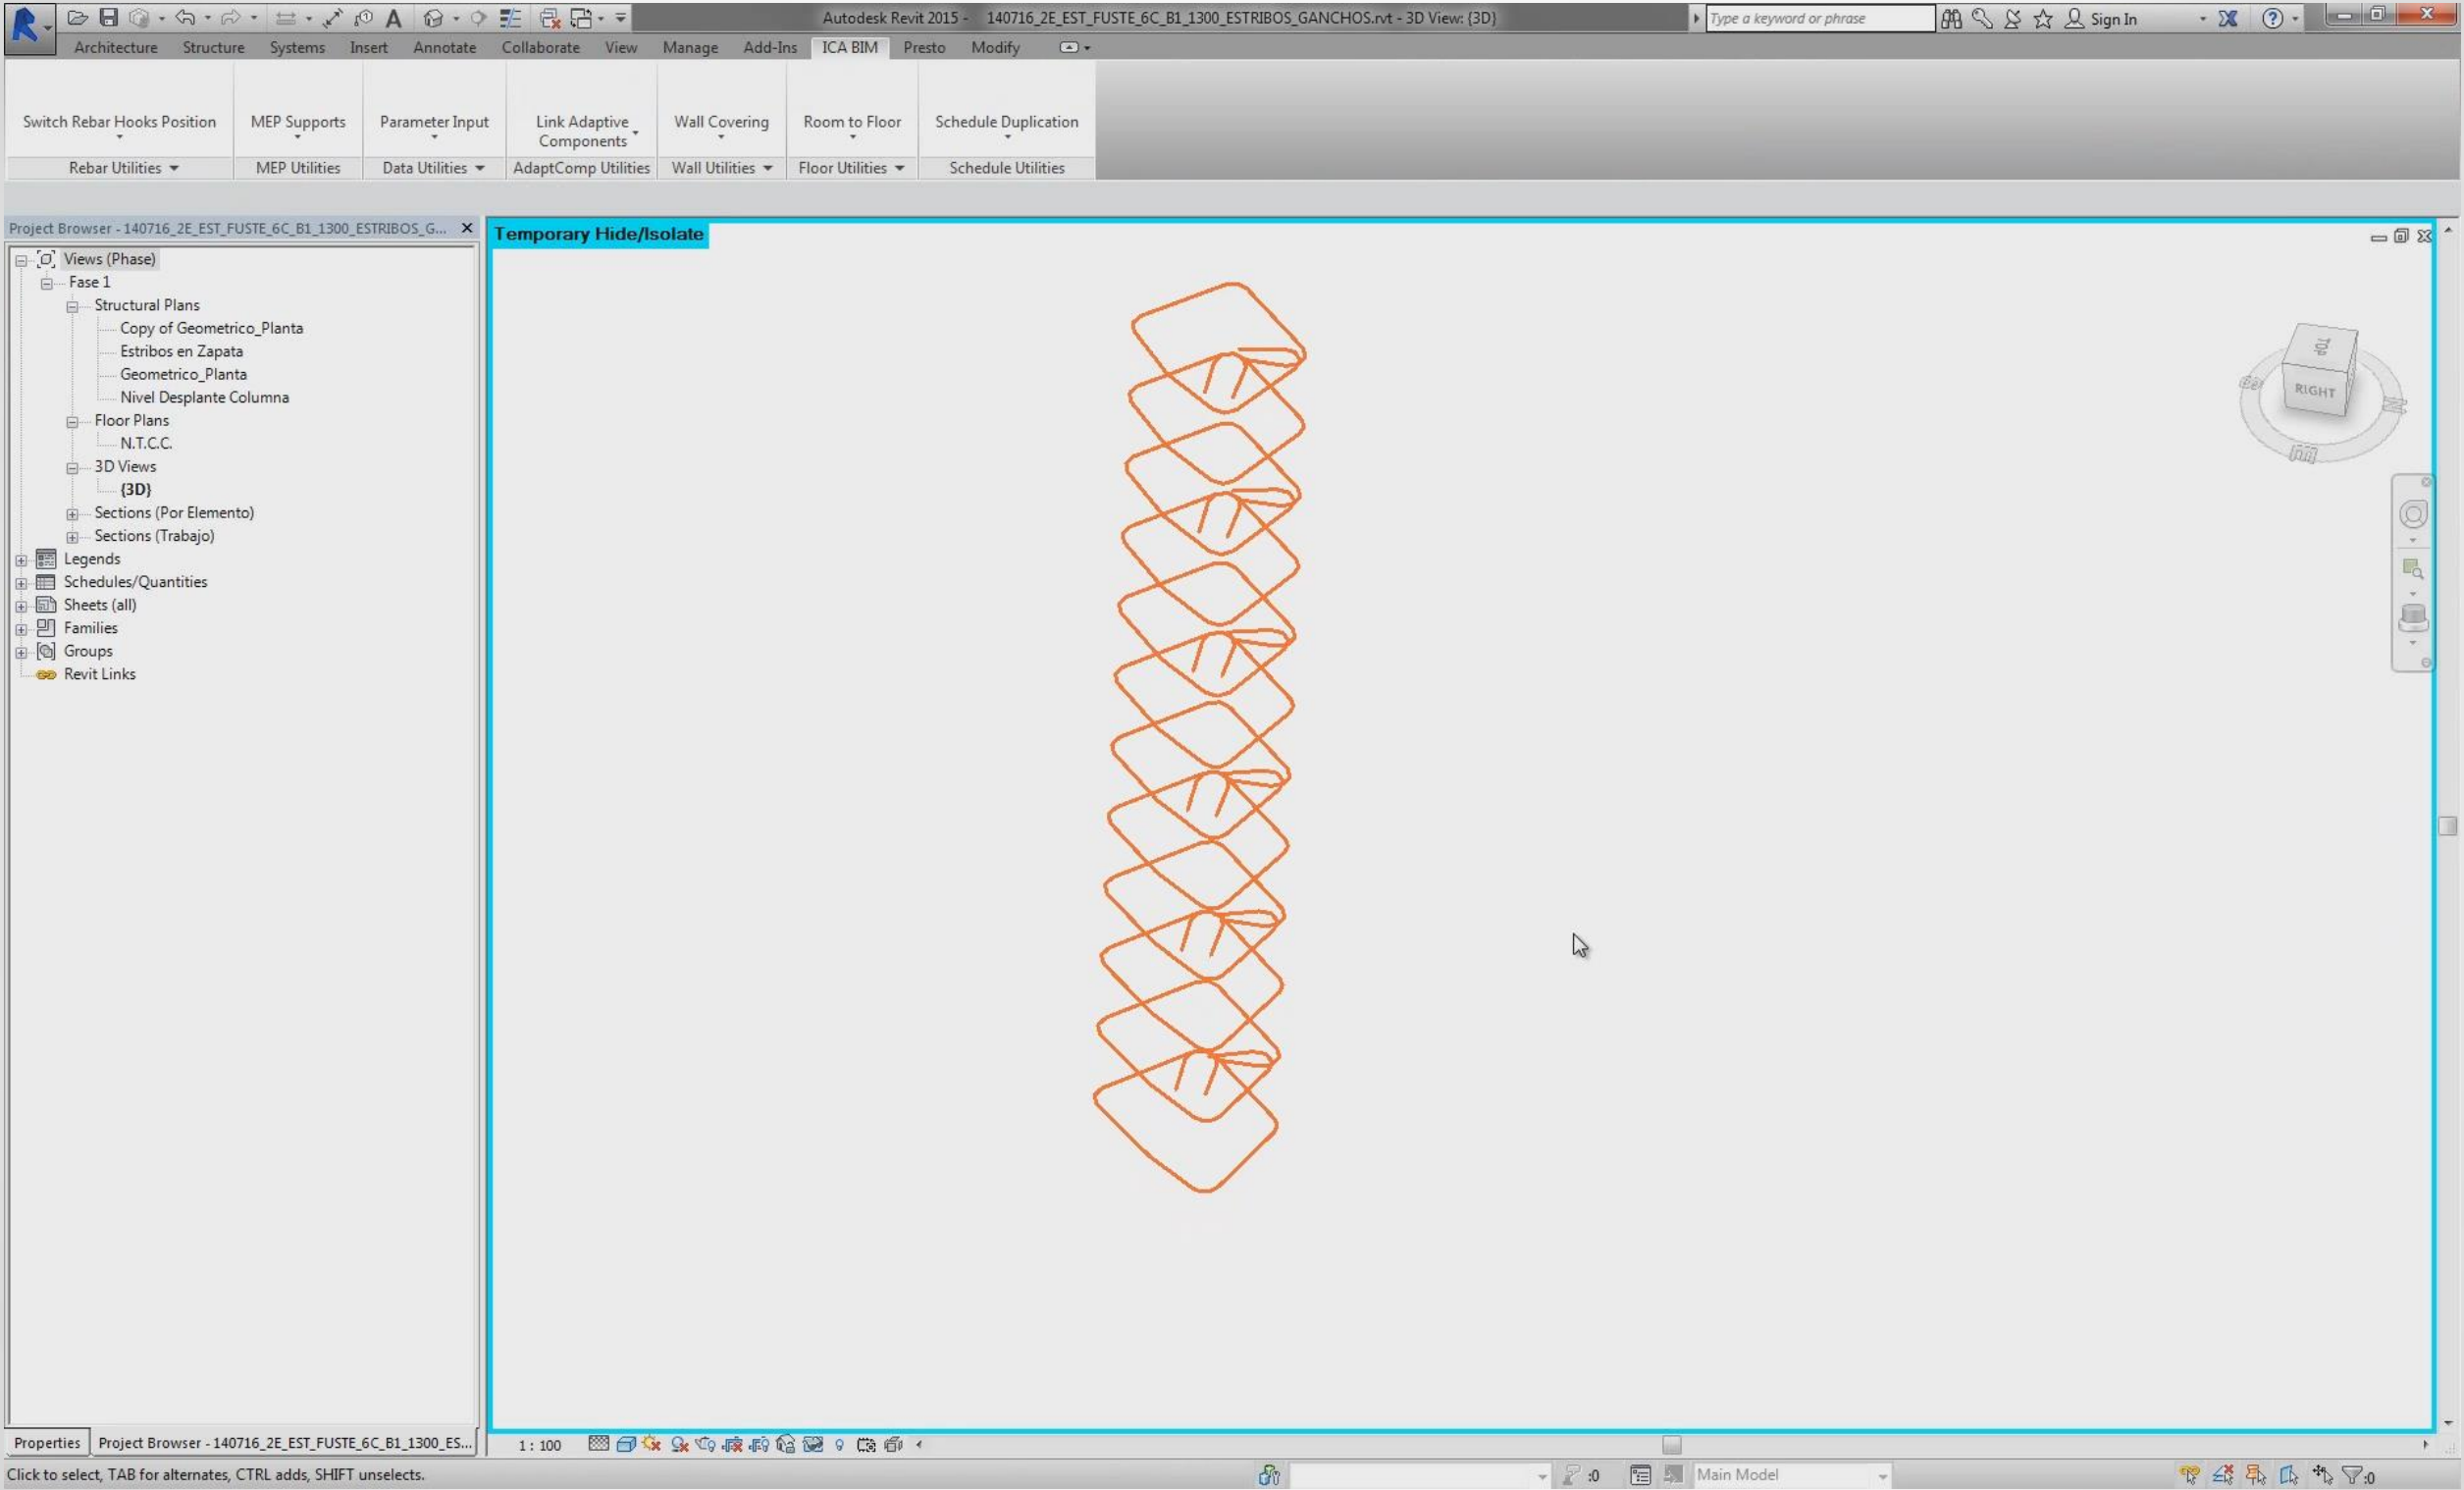 Autodesk Revit 2015 - 140716_2E_EST_FUSTE_6C_B1_1300_ESTRIBOS_GANCHOS.rvt - 3D View: {3D}
Type a keyword or phrase
Sign In
Architecture Structure Systems Insert Annotate Collaborate View Manage Add-Ins ICA BIM Presto Modify
Switch Rebar Hooks Position
MEP Supports
Parameter Input
Link Adaptive
Components
Wall Covering
Room to Floor
Schedule Duplication
Rebar Utilities
MEP Utilities
Data Utilities
AdaptComp Utilities
Wall Utilities
Floor Utilities
Schedule Utilities
Project Browser - 140716_2E_EST_FUSTE_6C_B1_1300_ESTRIBOS_G...
Views (Phase)
Fase 1
Structural Plans
Copy of Geometrico_Planta
Estribos en Zapata
Geometrico_Planta
Nivel Desplante Columna
Floor Plans
N.T.C.C.
3D Views
{3D}
Sections (Por Elemento)
Sections (Trabajo)
Legends
Schedules/Quantities
Sheets (all)
Families
Groups
Revit Links
Temporary Hide/Isolate
TOP
RIGHT
Properties
Project Browser - 140716_2E_EST_FUSTE_6C_B1_1300_ES...
1 : 100
Click to select, TAB for alternates, CTRL adds, SHIFT unselects.
:0
Main Model
:0